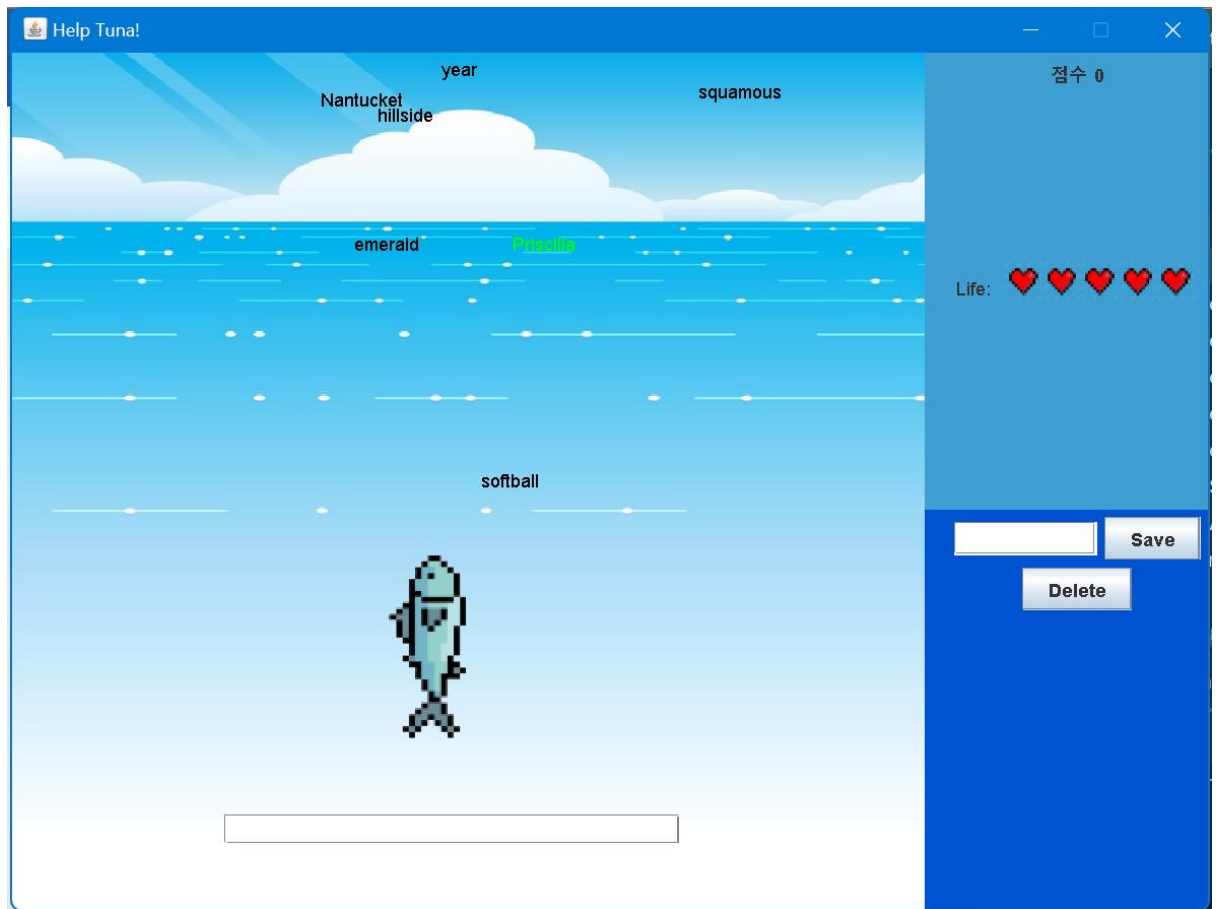 Help Tuna!
year
squamous
Nantucket
hillside
emerald
Priscilla
softball
점수 0
Life:
Save
Delete